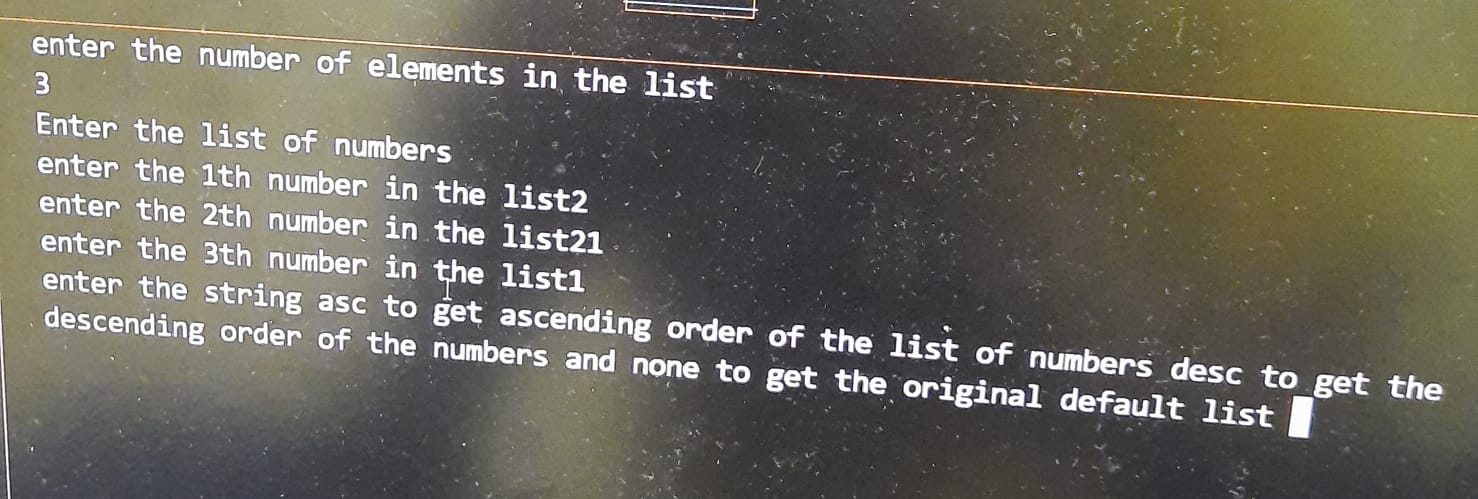 enter the number of elements in the list
3
Enter the list of numbers
enter the 1th number in the list2
enter the 2th number in the list21
enter the 3th number in the list1
enter the string asc to get ascending order of the list of numbers desc to get the
descending order of the numbers and none to get the original default list